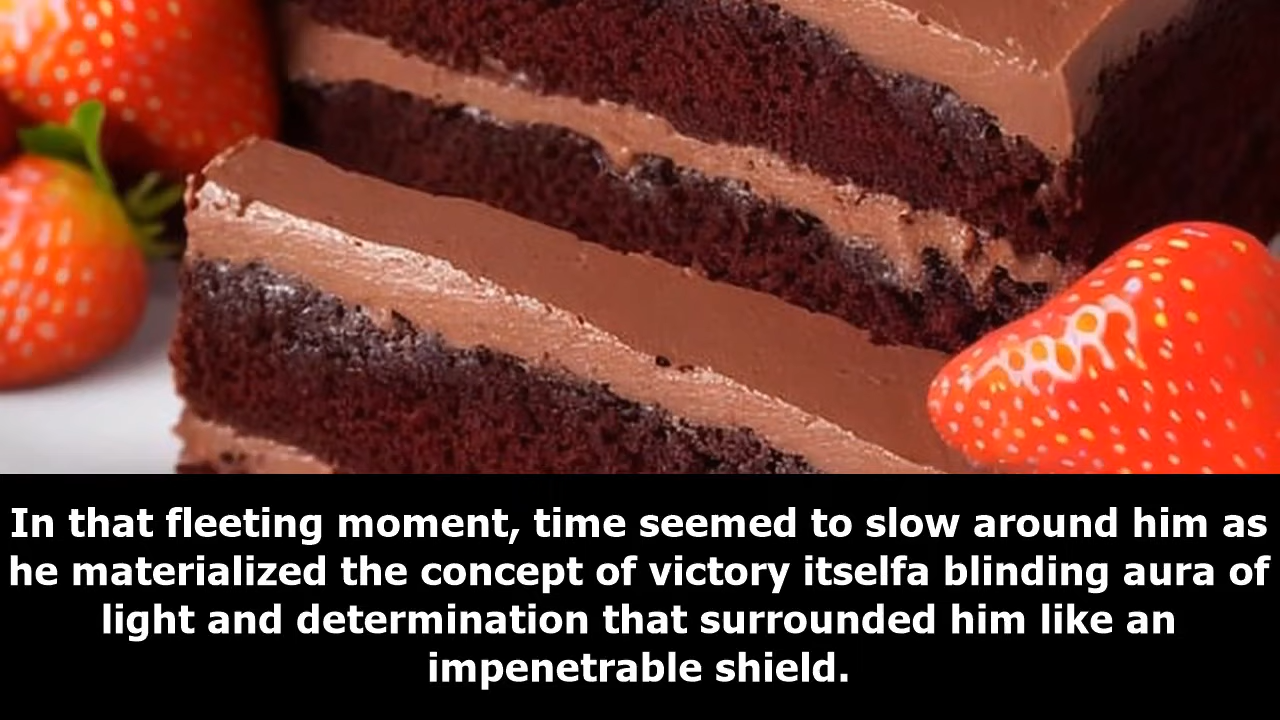 In that fleeting moment, time seemed to slow around him as
he materialized the concept of victory itselfa blinding aura of
light and determination that surrounded him like an
impenetrable shield.